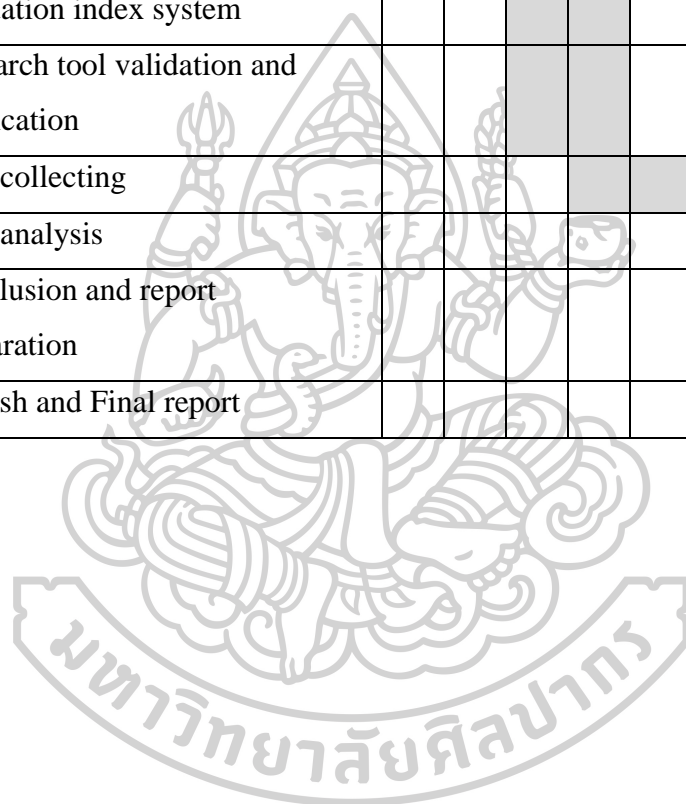 ation index system
arch tool validation and
cation
collecting
analysis
lusion and report
aration
sh and Final report
มหาวิทยาลัยศิลปากร